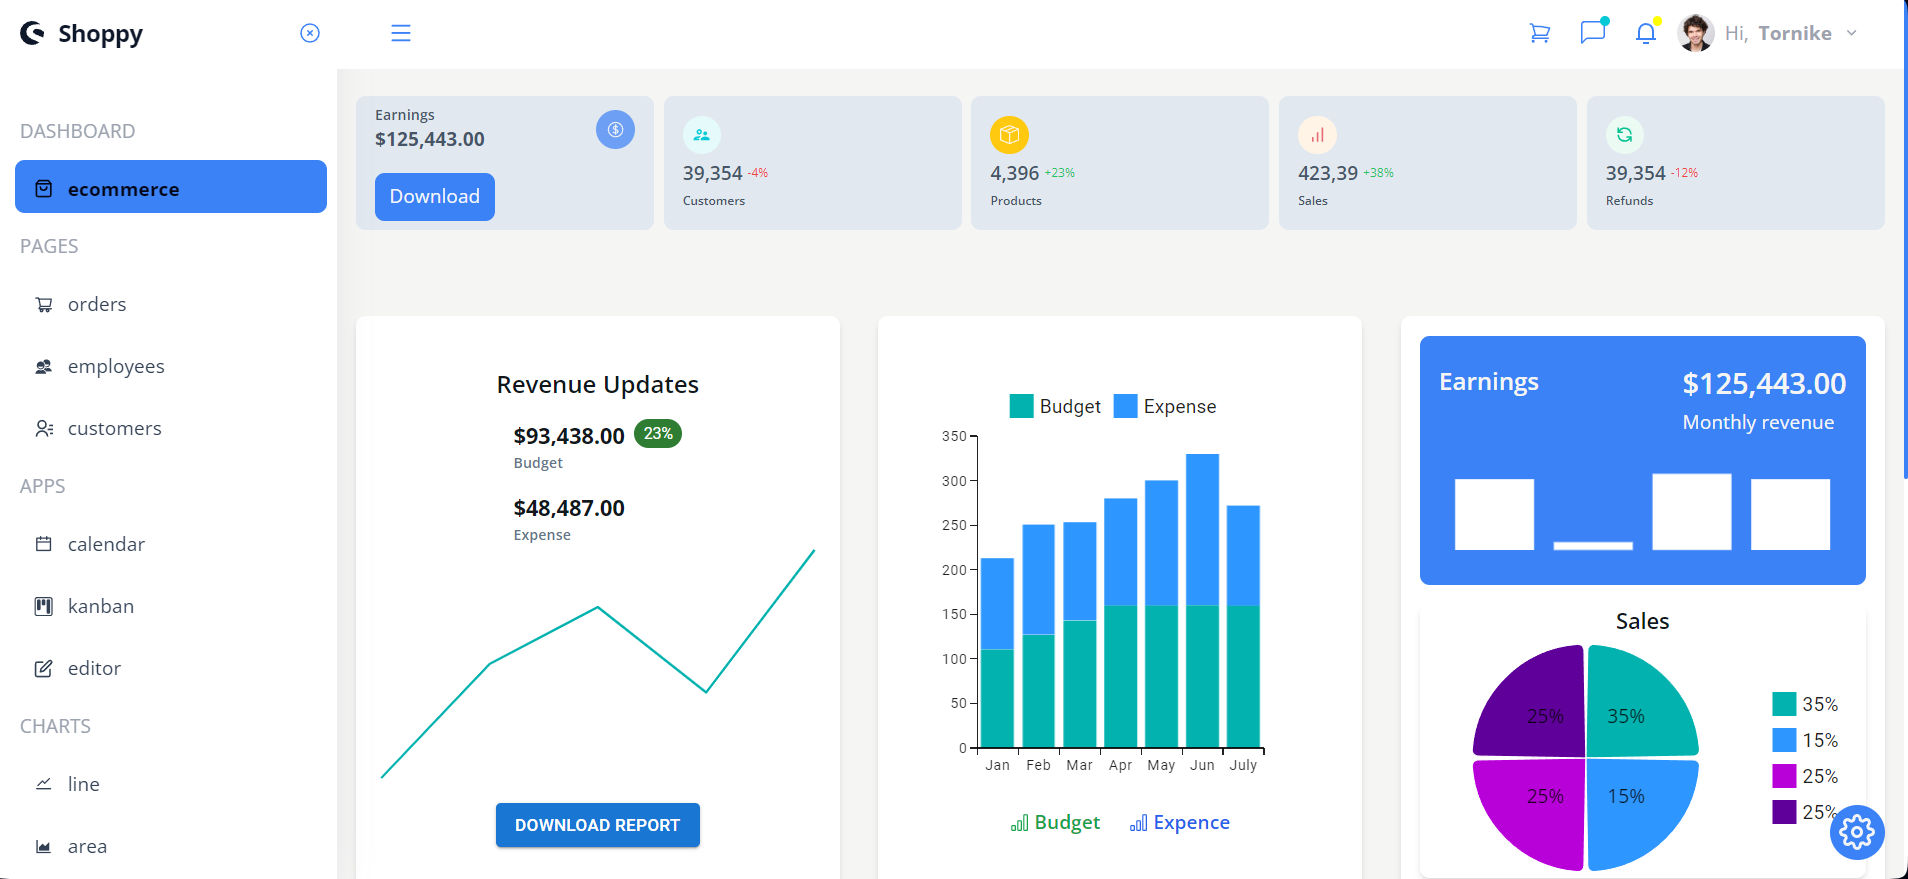 Shoppy
Hi, Tornike
DASHBOARD
ecommerce
PAGES
orders
employees
customers
APPS
calendar
kanban
editor
CHARTS
line
area
Earnings
$125,443.00
Download
39,354 -4%
Customers
4,396 +23%
Products
423,39 +38%
Sales
39,354 -12%
Refunds
Revenue Updates
$93,438.00 23%
Budget
$48,487.00
Expense
DOWNLOAD REPORT
Budget Expense
350
300
250
200
150
100
50
0
Jan Feb Mar Apr May Jun July
Budget Expence
Earnings
$125,443.00
Monthly revenue
Sales
25% 35%
25% 15%
35%
15%
25%
25%